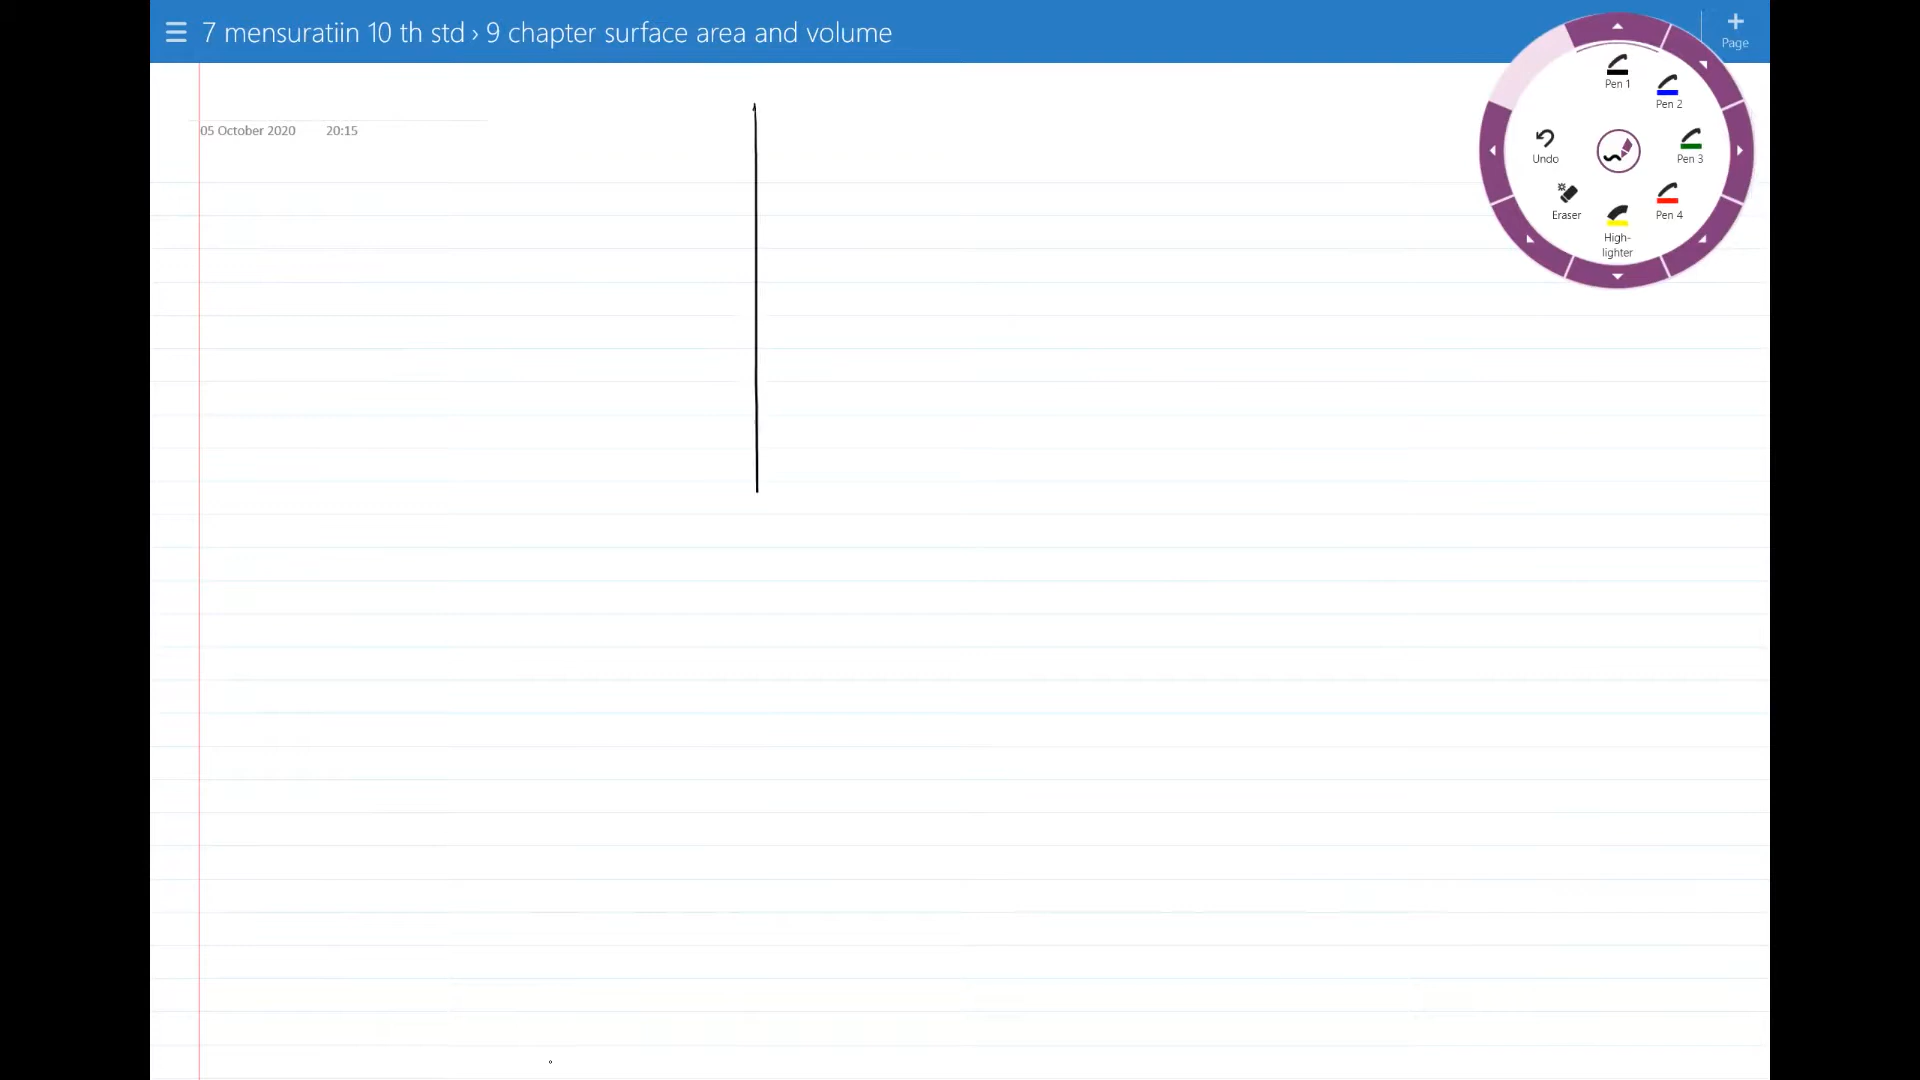 7 mensuratiin 10 th std › 9 chapter surface area and volume
Page
Pen 1
Pen 2
05 October 2020 20:15
Undo
Pen 3
Eraser
Pen 4
High-
lighter